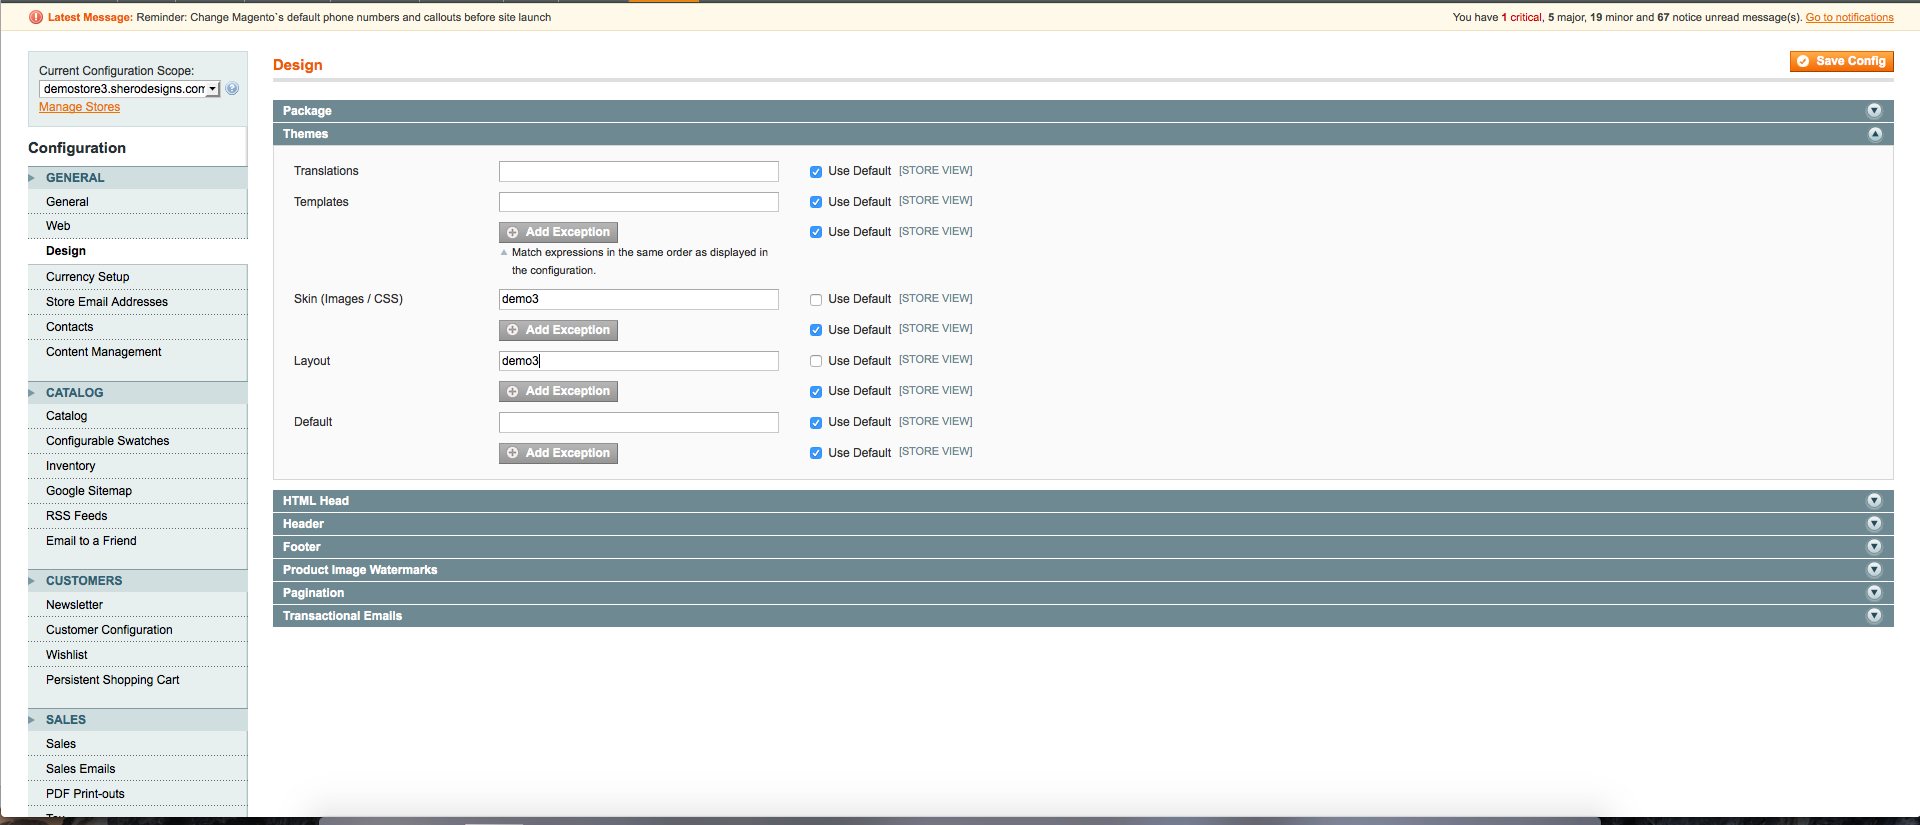 Latest Message: Reminder: Change Magento`s default phone numbers and callouts before site launch
You have 1 critical, 5 major, 19 minor and 67 notice unread message(s). Go to notifications
Current Configuration Scope:
demostore3.sherodesigns.com
Manage Stores
Configuration
GENERAL
General
Web
Design
Currency Setup
Store Email Addresses
Contacts
Content Management
CATALOG
Catalog
Configurable Swatches
Inventory
Google Sitemap
RSS Feeds
Email to a Friend
CUSTOMERS
Newsletter
Customer Configuration
Wishlist
Persistent Shopping Cart
SALES
Sales
Sales Emails
PDF Print-outs
Design
Save Config
Package
Themes
Translations Use Default [STORE VIEW]
Templates Use Default [STORE VIEW]
Add Exception Use Default [STORE VIEW]
Match expressions in the same order as displayed in
the configuration.
Skin (Images / CSS) demo3 Use Default [STORE VIEW]
Add Exception Use Default [STORE VIEW]
Layout demo3 Use Default [STORE VIEW]
Add Exception Use Default [STORE VIEW]
Default Use Default [STORE VIEW]
Add Exception Use Default [STORE VIEW]
HTML Head
Header
Footer
Product Image Watermarks
Pagination
Transactional Emails